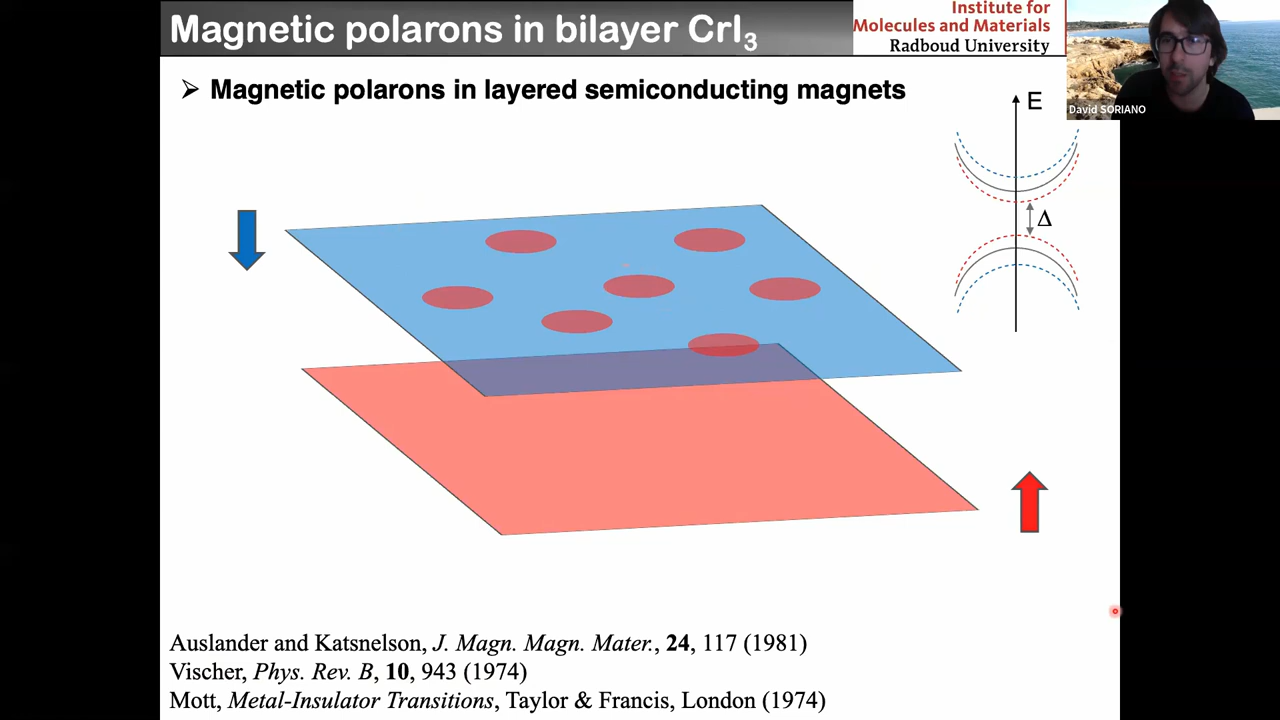 Magnetic polarons in bilayer CrI₃
Institute for
Molecules and Materials
Radboud University
David SORIANO
➢ Magnetic polarons in layered semiconducting magnets
E
Δ
Auslander and Katsnelson, J. Magn. Magn. Mater., 24, 117 (1981)
Vischer, Phys. Rev. B, 10, 943 (1974)
Mott, Metal-Insulator Transitions, Taylor & Francis, London (1974)